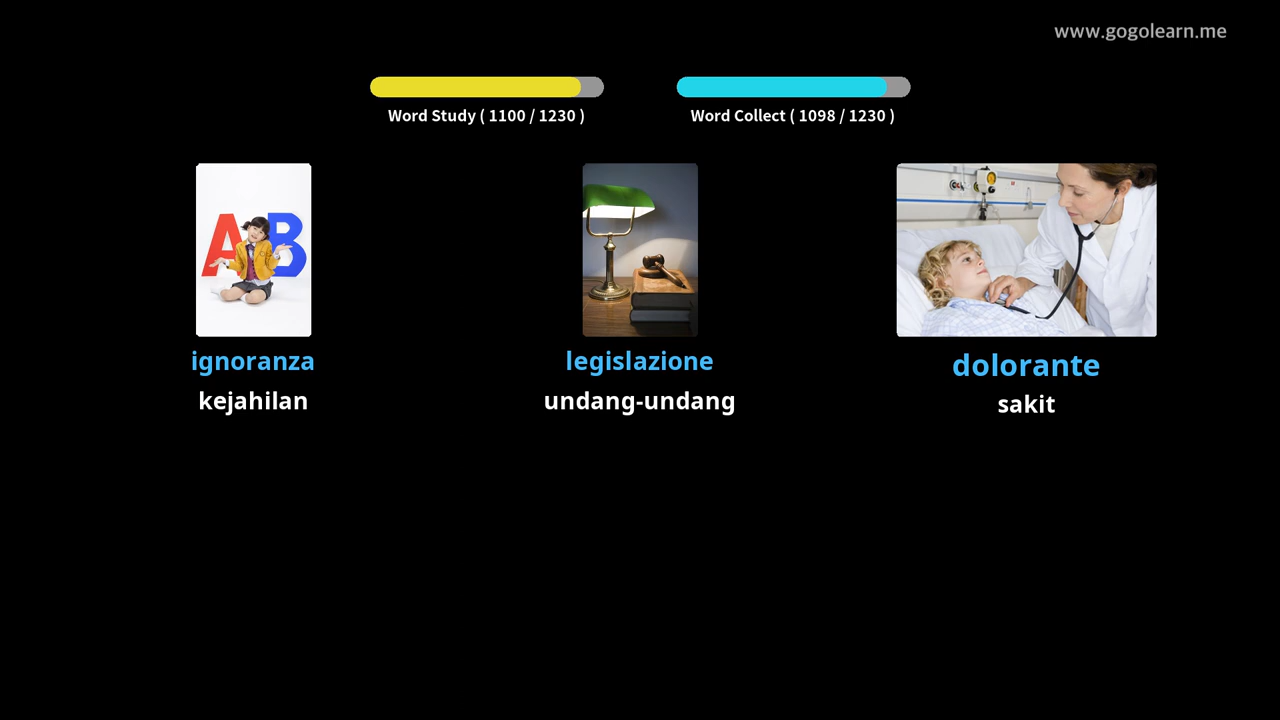 www.gogolearn.me
Word Study ( 1100 / 1230 )
Word Collect ( 1098 / 1230 )
A B
ignoranza
legislazione
dolorante
kejahilan
undang-undang
sakit